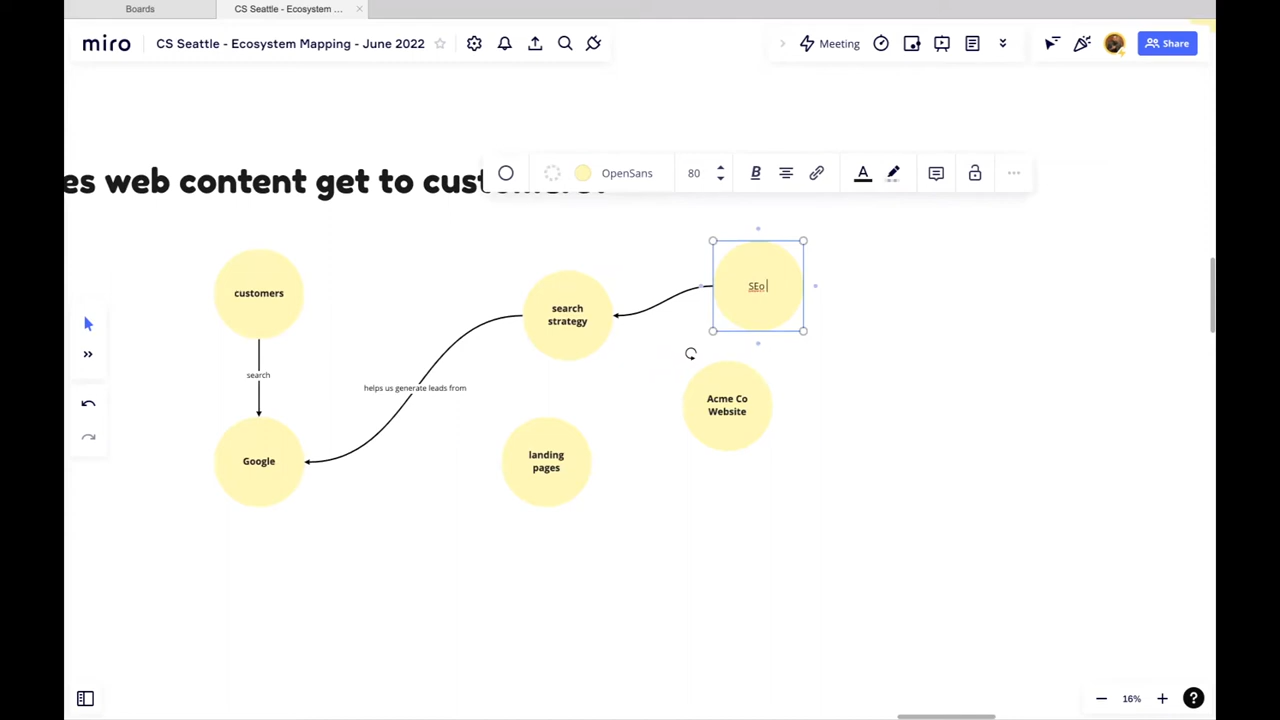 Boards
CS Seattle - Ecosystem ...
miro
CS Seattle - Ecosystem Mapping - June 2022
Meeting
Share
es web content get to customers?
OpenSans
80
B
A
customers
search
strategy
SEo
search
helps us generate leads from
Acme Co
Website
Google
landing
pages
16%